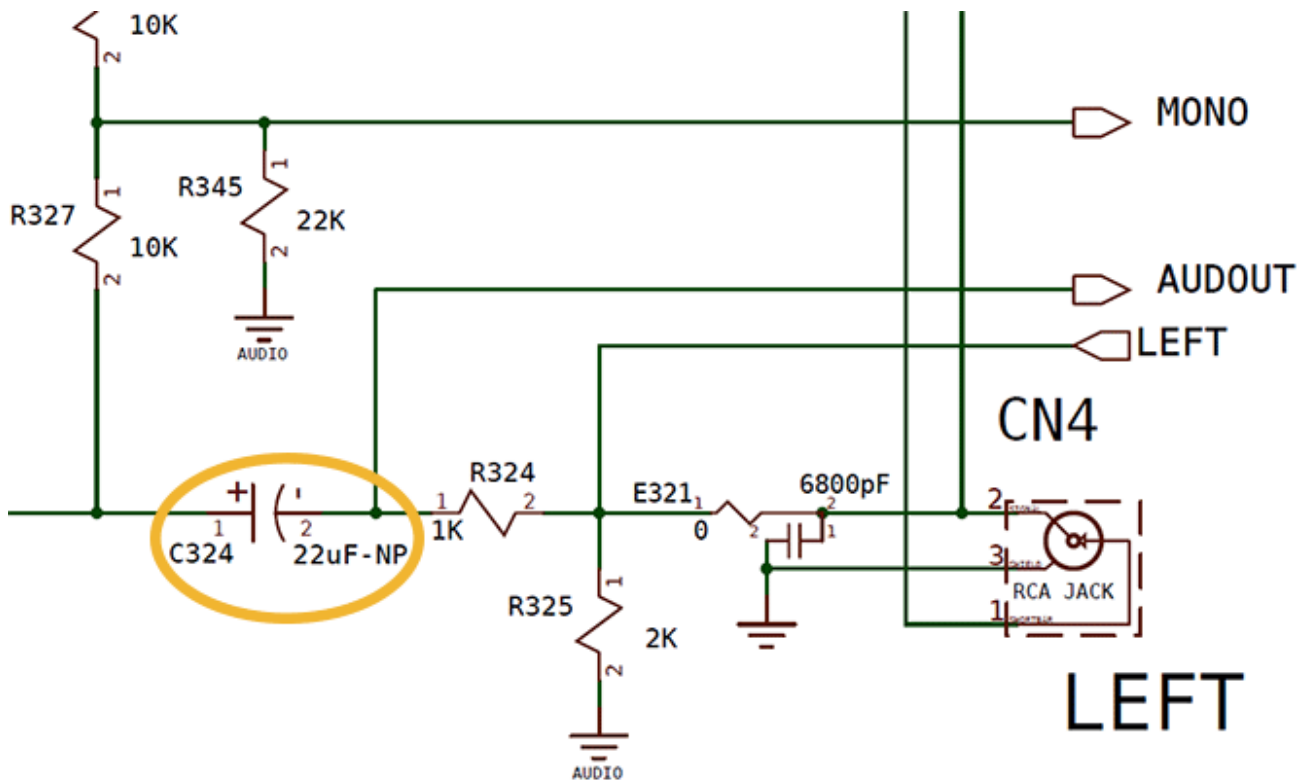 10K
2
MONO
1
R345
1
R327
22K
10K
2
2
AUDIO
AUDOUT
LEFT
CN4
R324
E321
1
6800pF
2
2
+
-
1
2
1
2
1K
0
2
1
C324
22uF-NP
3
SHIELD
RCA JACK
1
R325
1
2K
2
LEFT
AUDIO